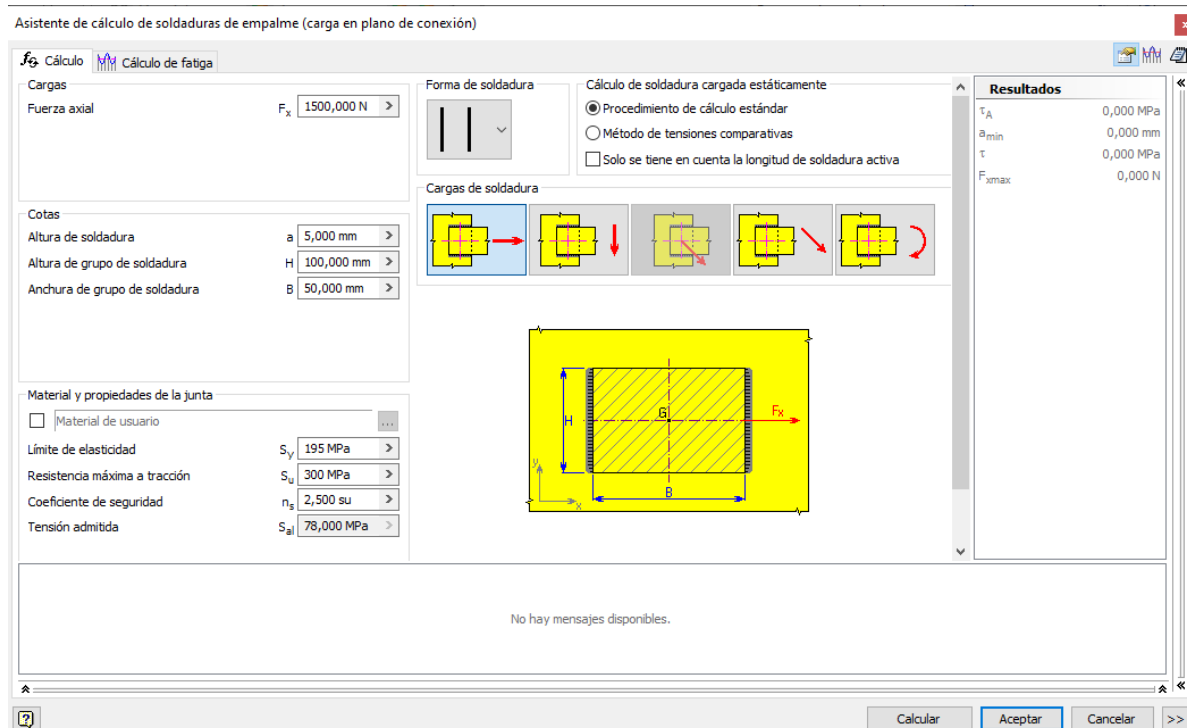 Asistente de cálculo de soldaduras de empalme (carga en plano de conexión)
x
Cálculo
Cálculo de fatiga
Cargas
Fuerza axial Fx 1500,000 N >
Cotas
Altura de soldadura a 5,000 mm >
Altura de grupo de soldadura H 100,000 mm >
Anchura de grupo de soldadura B 50,000 mm >
Material y propiedades de la junta
Material de usuario ...
Límite de elasticidad Sy 195 MPa >
Resistencia máxima a tracción Su 300 MPa >
Coeficiente de seguridad ns 2,500 su >
Tensión admitida Sal 78,000 MPa >
Forma de soldadura
Cálculo de soldadura cargada estáticamente
Procedimiento de cálculo estándar
Método de tensiones comparativas
Solo se tiene en cuenta la longitud de soldadura activa
Cargas de soldadura
H
G
Fx
y
B
x
Resultados
τA 0,000 MPa
amin 0,000 mm
τ 0,000 MPa
Fxmax 0,000 N
No hay mensajes disponibles.
?
Calcular
Aceptar
Cancelar
>>